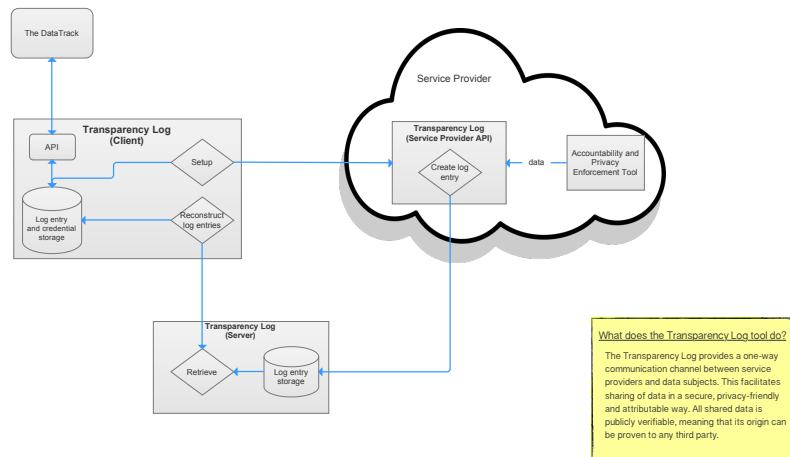 The DataTrack
Service Provider
Transparency Log
(Client)
API
Setup
Log entry
and credential
storage
Reconstruct
log entries
Transparency Log
(Service Provider API)
Create log
entry
data
Accountability and
Privacy
Enforcement Tool
Transparency Log
(Server)
Retrieve
Log entry
storage
What does the Transparency Log tool do?
The Transparency Log provides a one-way
communication channel between service
providers and data subjects. This facilitates
sharing of data in a secure, privacy-friendly
and attributable way. All shared data is
publicly verifiable, meaning that its origin can
be proven to any third party.